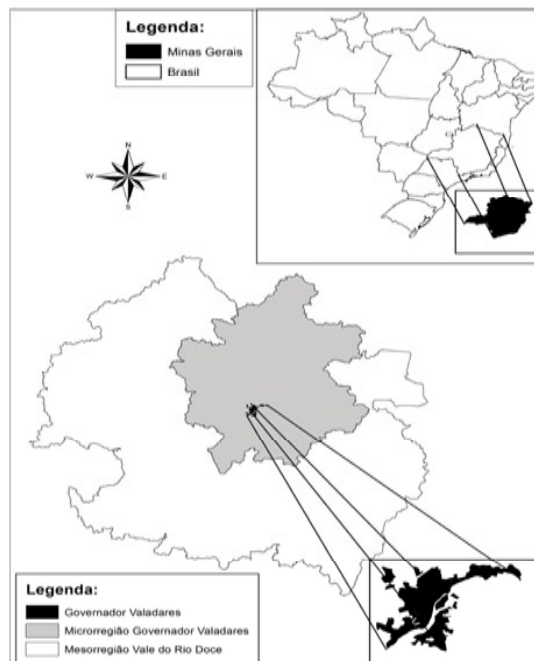 Legenda:
Minas Gerais
Brasil
N
W
E
S
Legenda:
Governador Valadares
Microrregião Governador Valadares
Mesorregião Vale do Rio Doce